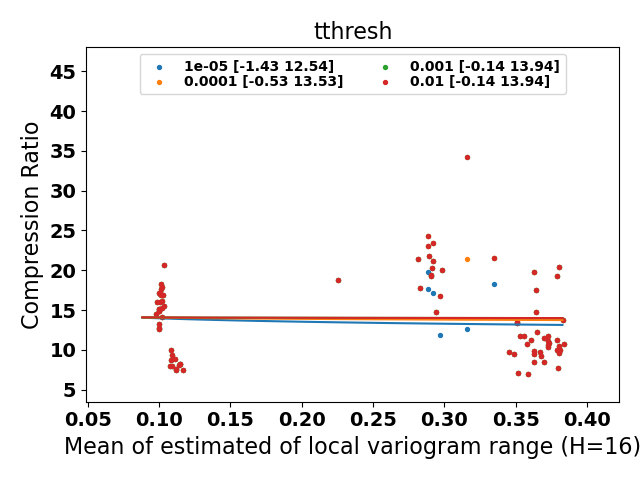 tthresh
1e-05 [-1.43 12.54]
0.0001 [-0.53 13.53]
0.001 [-0.14 13.94]
0.01 [-0.14 13.94]
Compression Ratio
45
40
35
30
25
20
15
10
5
0.05 0.10 0.15 0.20 0.25 0.30 0.35 0.40
Mean of estimated of local variogram range (H=16)